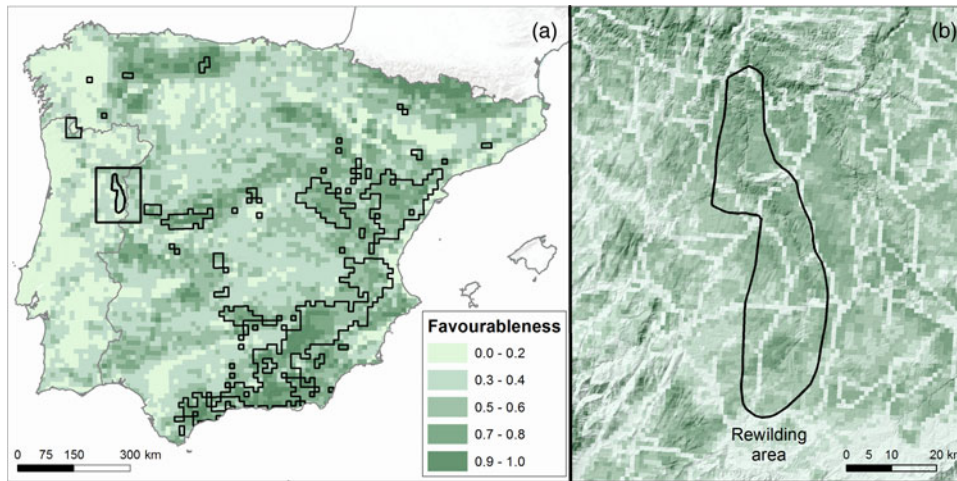 (a)
Favourableness
0.0 - 0.2
0.3 - 0.4
0.5 - 0.6
0.7 - 0.8
0.9 - 1.0
0 75 150 300 km
(b)
Rewilding
area
0 5 10 20 km